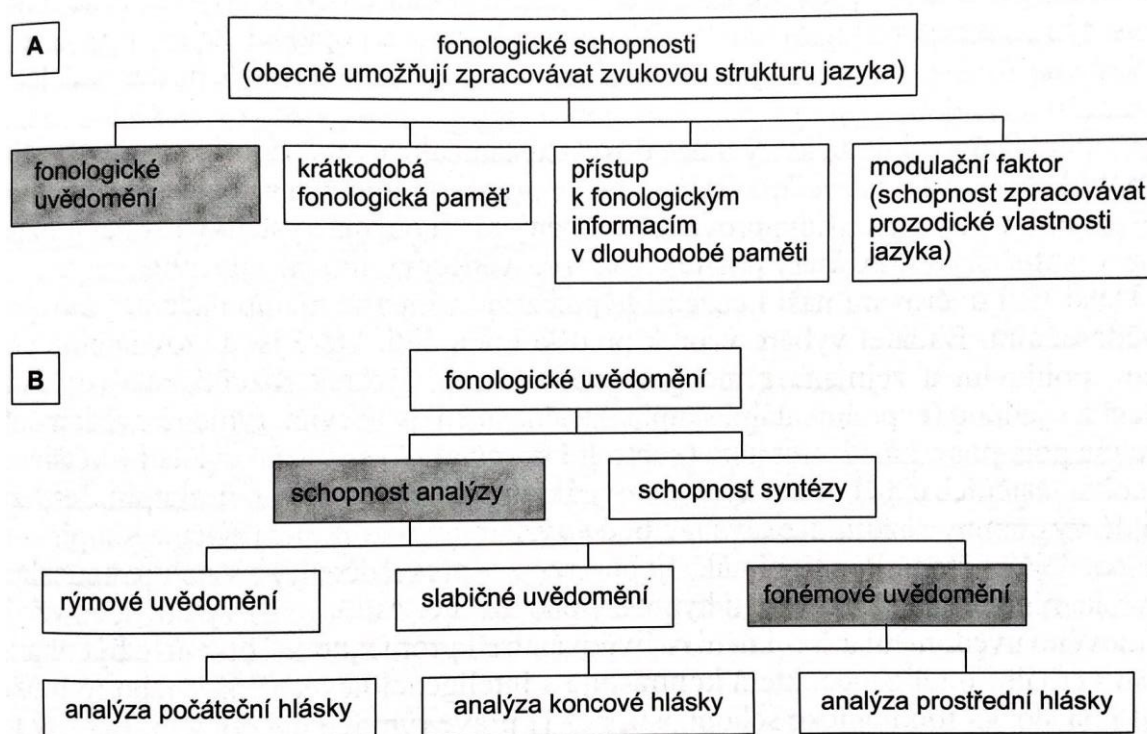 A
fonologické schopnosti
(obecně umožňují zpracovávat zvukovou strukturu jazyka)
fonologické
uvědomění
krátkodobá
fonologická paměť
přístup
k fonologickým
informacím
v dlouhodobé paměti
modulační faktor
(schopnost zpracovávat
prozodické vlastnosti
jazyka)
B
fonologické uvědomění
schopnost analýzy
schopnost syntézy
rýmové uvědomění
slabičné uvědomění
fonémové uvědomění
analýza počáteční hlásky
analýza koncové hlásky
analýza prostřední hlásky